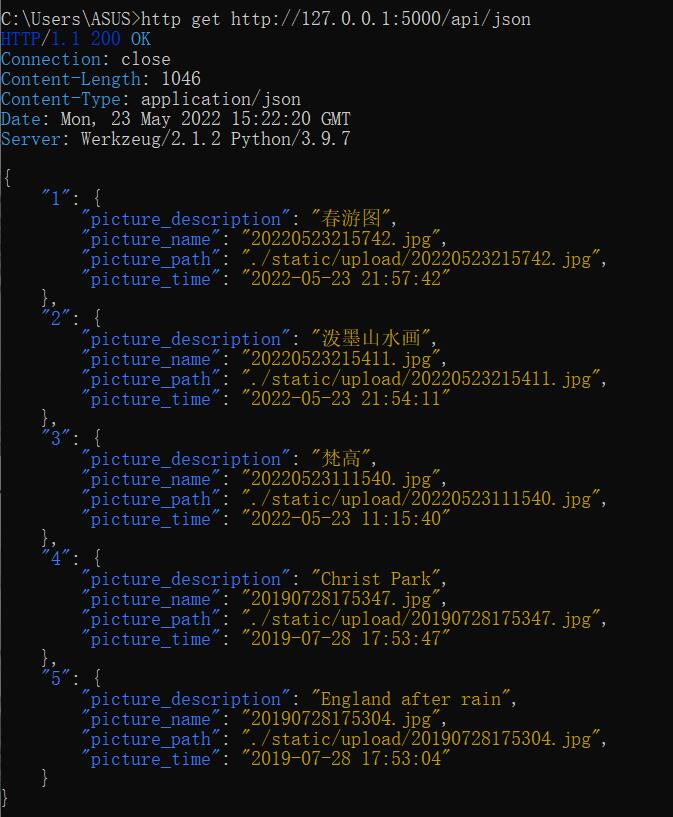 C:\Users\ASUS>http get http://127.0.0.1:5000/api/json
HTTP/1.1 200 OK
Connection: close
Content-Length: 1046
Content-Type: application/json
Date: Mon, 23 May 2022 15:22:20 GMT
Server: Werkzeug/2.1.2 Python/3.9.7

{
    "1": {
        "picture_description": "春游图",
        "picture_name": "20220523215742.jpg",
        "picture_path": "./static/upload/20220523215742.jpg",
        "picture_time": "2022-05-23 21:57:42"
    },
    "2": {
        "picture_description": "泼墨山水画",
        "picture_name": "20220523215411.jpg",
        "picture_path": "./static/upload/20220523215411.jpg",
        "picture_time": "2022-05-23 21:54:11"
    },
    "3": {
        "picture_description": "梵高",
        "picture_name": "20220523111540.jpg",
        "picture_path": "./static/upload/20220523111540.jpg",
        "picture_time": "2022-05-23 11:15:40"
    },
    "4": {
        "picture_description": "Christ Park",
        "picture_name": "20190728175347.jpg",
        "picture_path": "./static/upload/20190728175347.jpg",
        "picture_time": "2019-07-28 17:53:47"
    },
    "5": {
        "picture_description": "England after rain",
        "picture_name": "20190728175304.jpg",
        "picture_path": "./static/upload/20190728175304.jpg",
        "picture_time": "2019-07-28 17:53:04"
    }
}